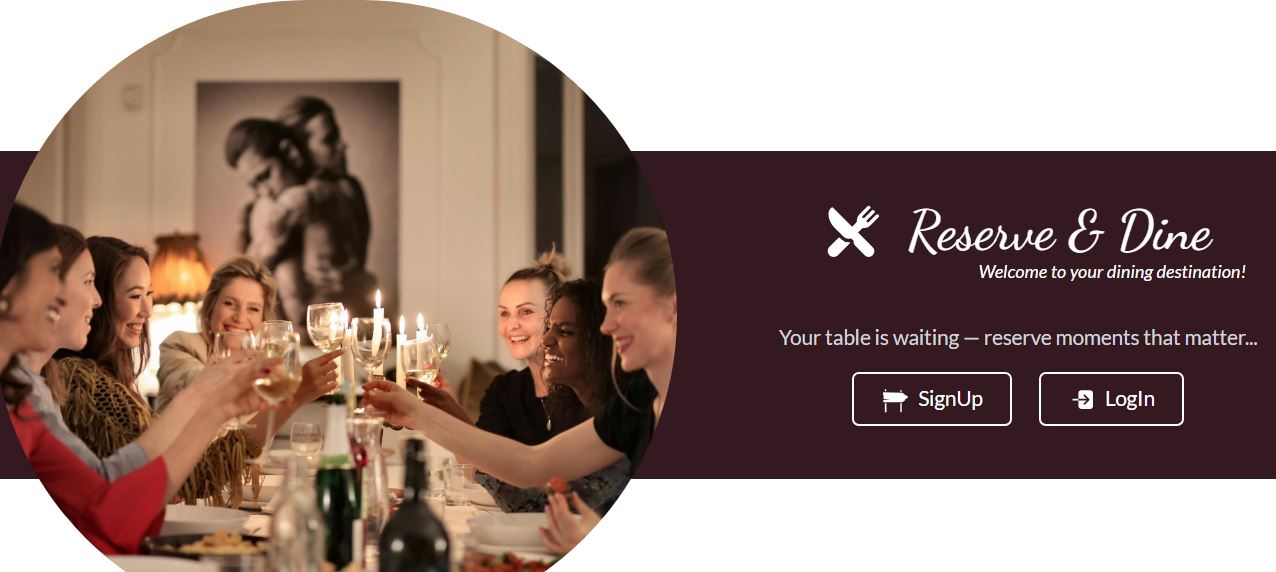 Reserve & Dine
Welcome to your dining destination!
Your table is waiting — reserve moments that matter...
SignUp
LogIn